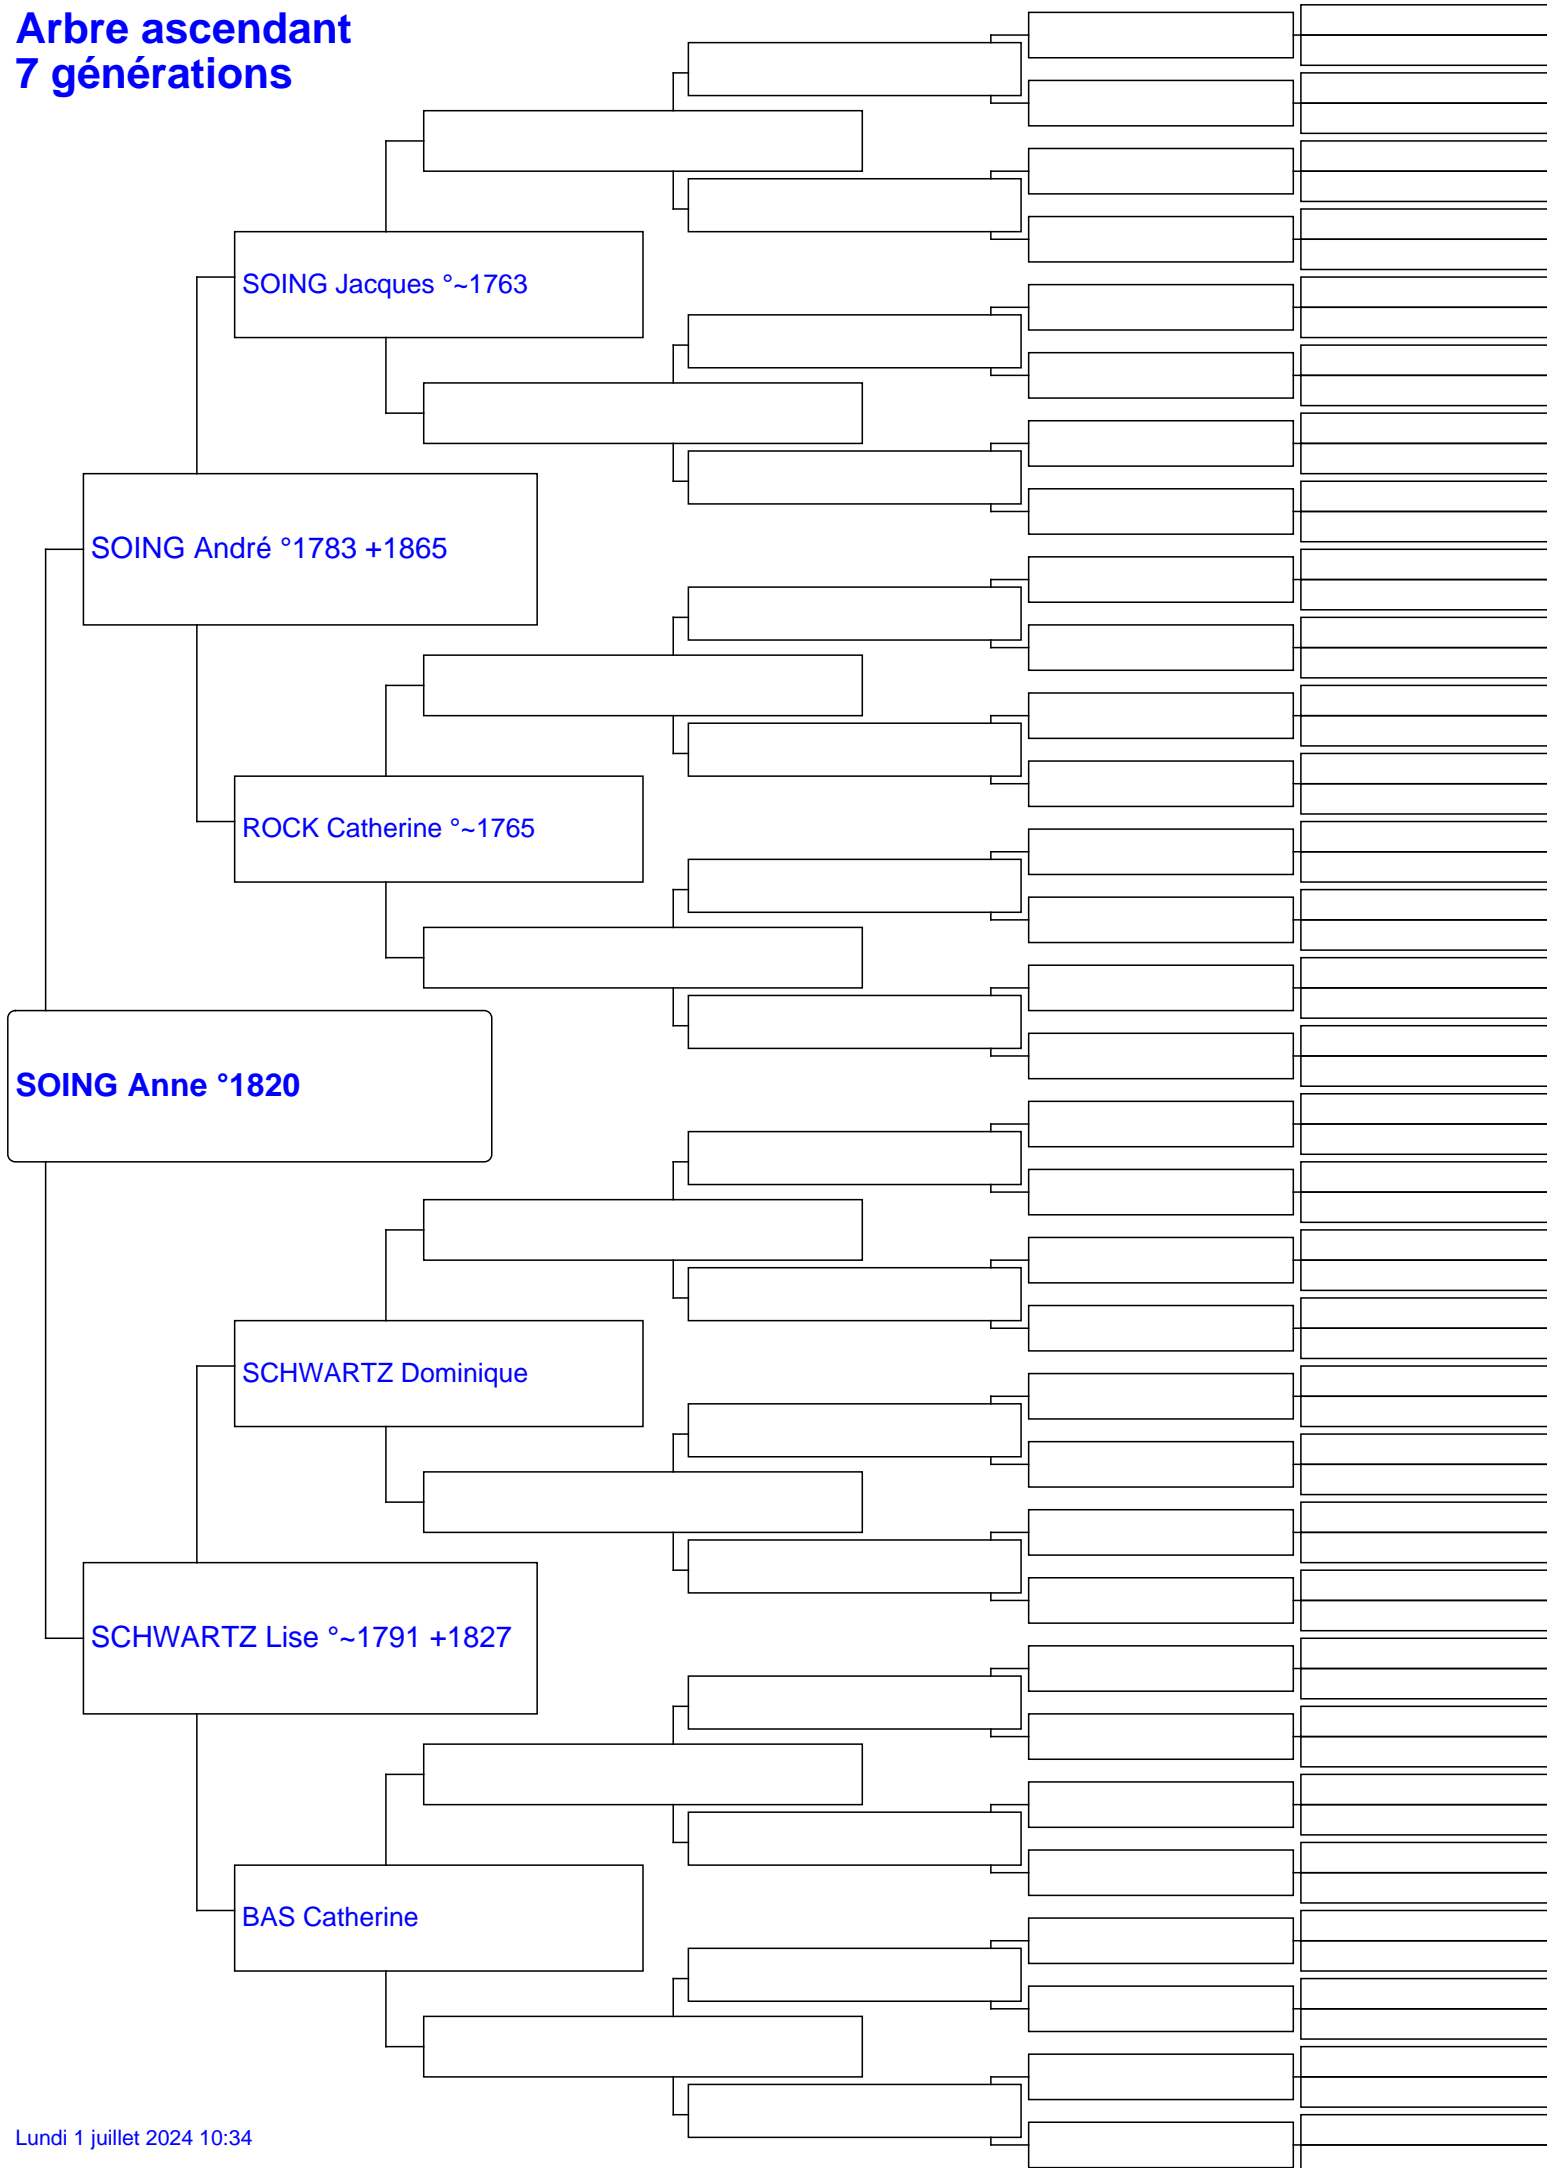 Arbre ascendant
7 générations
SOING Jacques °~1763
SOING André °1783 +1865
ROCK Catherine °~1765
SOING Anne °1820
SCHWARTZ Dominique
SCHWARTZ Lise °~1791 +1827
BAS Catherine
Lundi 1 juillet 2024 10:34